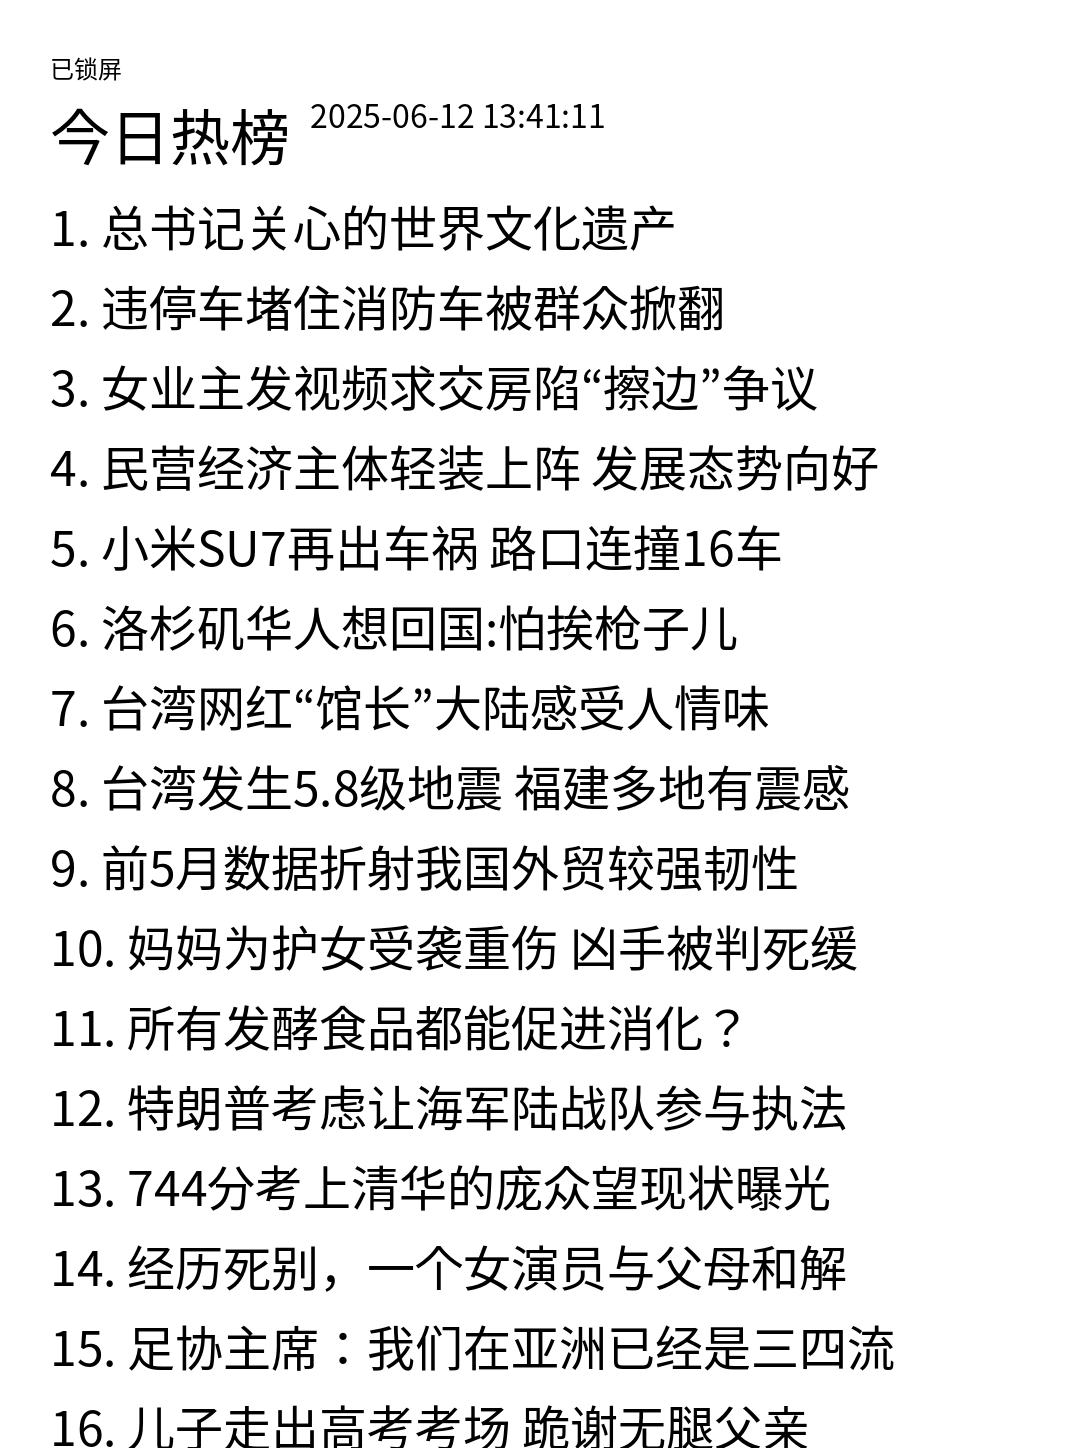 已锁屏
今日热榜 2025-06-12 13:41:11
1. 总书记关心的世界文化遗产
2. 违停车堵住消防车被群众掀翻
3. 女业主发视频求交房陷“擦边”争议
4. 民营经济主体轻装上阵 发展态势向好
5. 小米SU7再出车祸 路口连撞16车
6. 洛杉矶华人想回国:怕挨枪子儿
7. 台湾网红“馆长”大陆感受人情味
8. 台湾发生5.8级地震 福建多地有震感
9. 前5月数据折射我国外贸较强韧性
10. 妈妈为护女受袭重伤 凶手被判死缓
11. 所有发酵食品都能促进消化？
12. 特朗普考虑让海军陆战队参与执法
13. 744分考上清华的庞众望现状曝光
14. 经历死别，一个女演员与父母和解
15. 足协主席：我们在亚洲已经是三四流
16. 儿子走出高考考场 跪谢无腿父亲